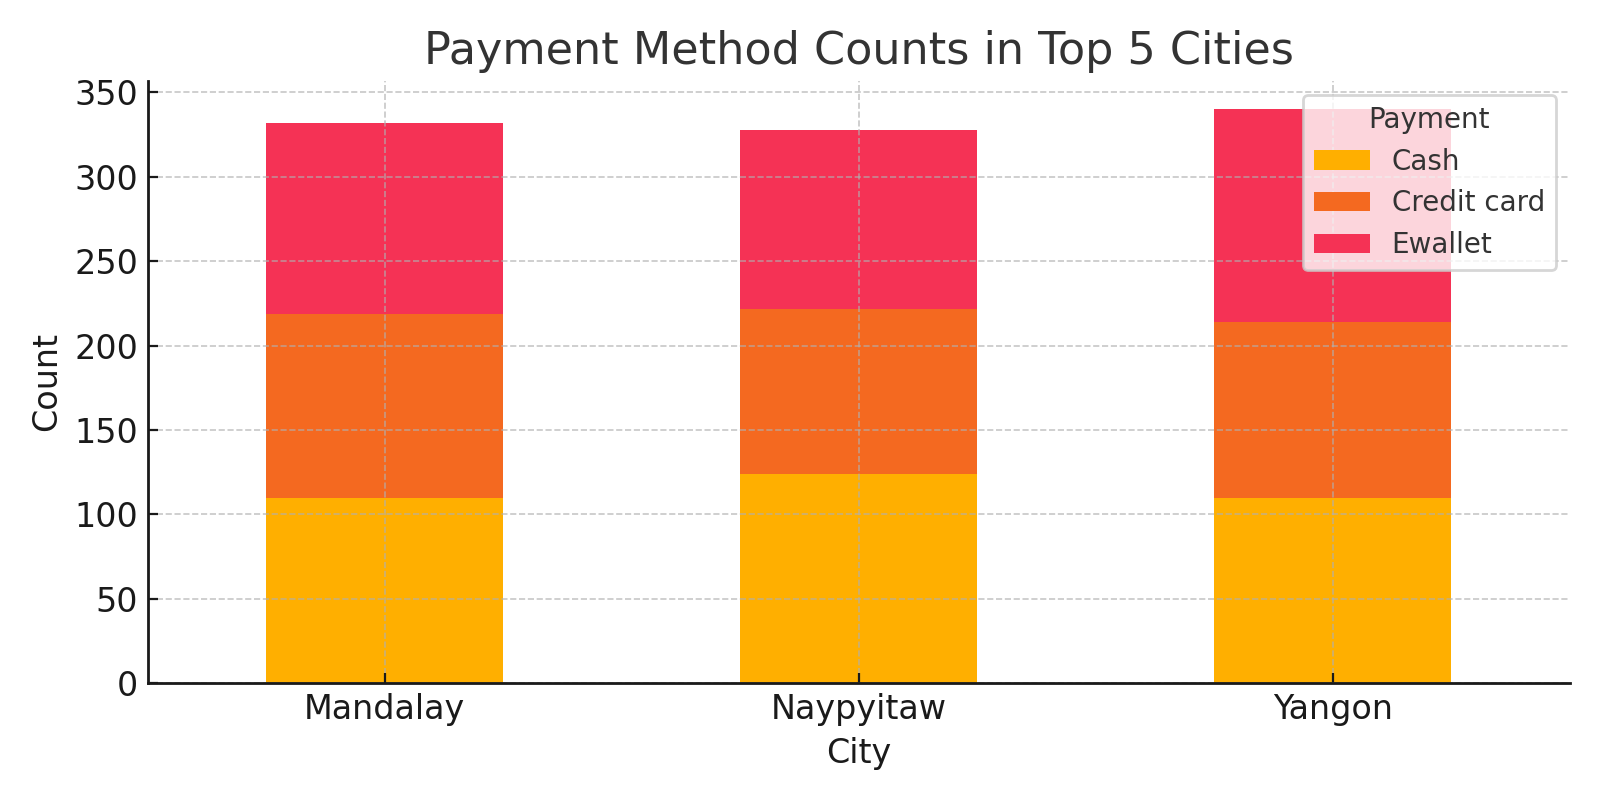 Payment Method Counts in Top 5 Cities
350
300
250
200
150
100
50
0
Count
Payment
Cash
Credit card
Ewallet
Mandalay
Naypyitaw
Yangon
City